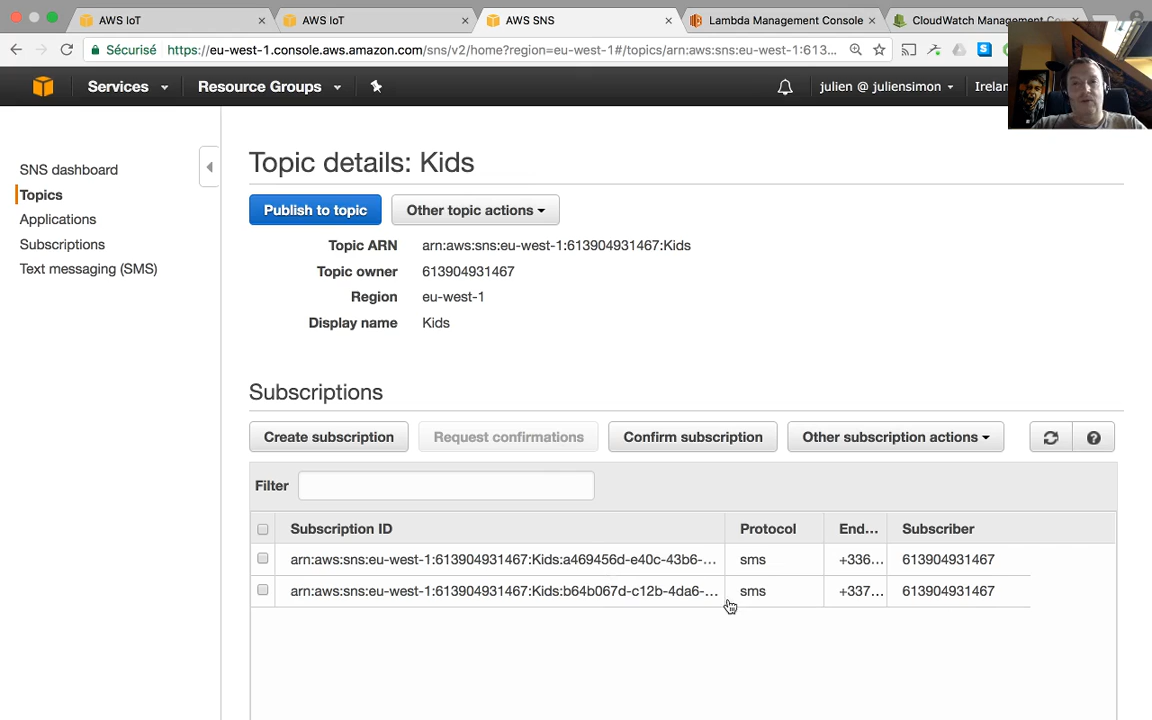 AWS IoT
AWS IoT
AWS SNS
Lambda Management Console
CloudWatch Management Co
Sécurisé
https://eu-west-1.console.aws.amazon.com/sns/v2/home?region=eu-west-1#/topics/arn:aws:sns:eu-west-1:613...
Services
Resource Groups
julien @ juliensimon
Irelan
SNS dashboard
Topics
Applications
Subscriptions
Text messaging (SMS)
Topic details: Kids
Publish to topic
Other topic actions
Topic ARN arn:aws:sns:eu-west-1:613904931467:Kids
Topic owner 613904931467
Region eu-west-1
Display name Kids
Subscriptions
Create subscription
Request confirmations
Confirm subscription
Other subscription actions
Filter
Subscription ID Protocol End... Subscriber
arn:aws:sns:eu-west-1:613904931467:Kids:a469456d-e40c-43b6-... sms +336... 613904931467
arn:aws:sns:eu-west-1:613904931467:Kids:b64b067d-c12b-4da6-... sms +337... 613904931467